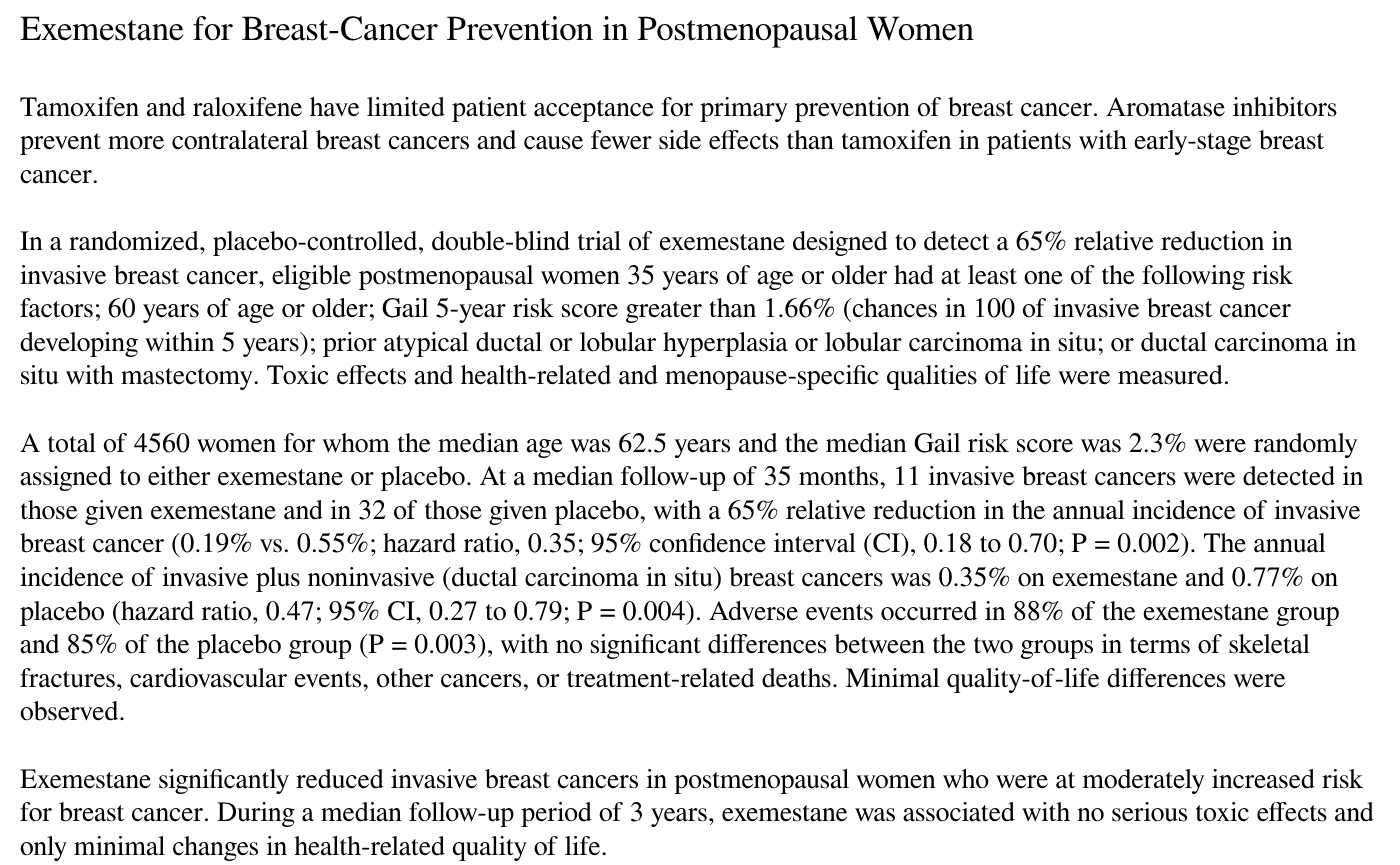 Exemestane for Breast-Cancer Prevention in Postmenopausal Women
Tamoxifen and raloxifene have limited patient acceptance for primary prevention of breast cancer. Aromatase inhibitors
prevent more contralateral breast cancers and cause fewer side effects than tamoxifen in patients with early-stage breast
cancer.
In a randomized, placebo-controlled, double-blind trial of exemestane designed to detect a 65% relative reduction in
invasive breast cancer, eligible postmenopausal women 35 years of age or older had at least one of the following risk
factors; 60 years of age or older; Gail 5-year risk score greater than 1.66% (chances in 100 of invasive breast cancer
developing within 5 years); prior atypical ductal or lobular hyperplasia or lobular carcinoma in situ; or ductal carcinoma in
situ with mastectomy. Toxic effects and health-related and menopause-specific qualities of life were measured.
A total of 4560 women for whom the median age was 62.5 years and the median Gail risk score was 2.3% were randomly
assigned to either exemestane or placebo. At a median follow-up of 35 months, 11 invasive breast cancers were detected in
those given exemestane and in 32 of those given placebo, with a 65% relative reduction in the annual incidence of invasive
breast cancer (0.19% vs. 0.55%; hazard ratio, 0.35; 95% confidence interval (CI), 0.18 to 0.70; P = 0.002). The annual
incidence of invasive plus noninvasive (ductal carcinoma in situ) breast cancers was 0.35% on exemestane and 0.77% on
placebo (hazard ratio, 0.47; 95% CI, 0.27 to 0.79; P = 0.004). Adverse events occurred in 88% of the exemestane group
and 85% of the placebo group (P = 0.003), with no significant differences between the two groups in terms of skeletal
fractures, cardiovascular events, other cancers, or treatment-related deaths. Minimal quality-of-life differences were
observed.
Exemestane significantly reduced invasive breast cancers in postmenopausal women who were at moderately increased risk
for breast cancer. During a median follow-up period of 3 years, exemestane was associated with no serious toxic effects and
only minimal changes in health-related quality of life.